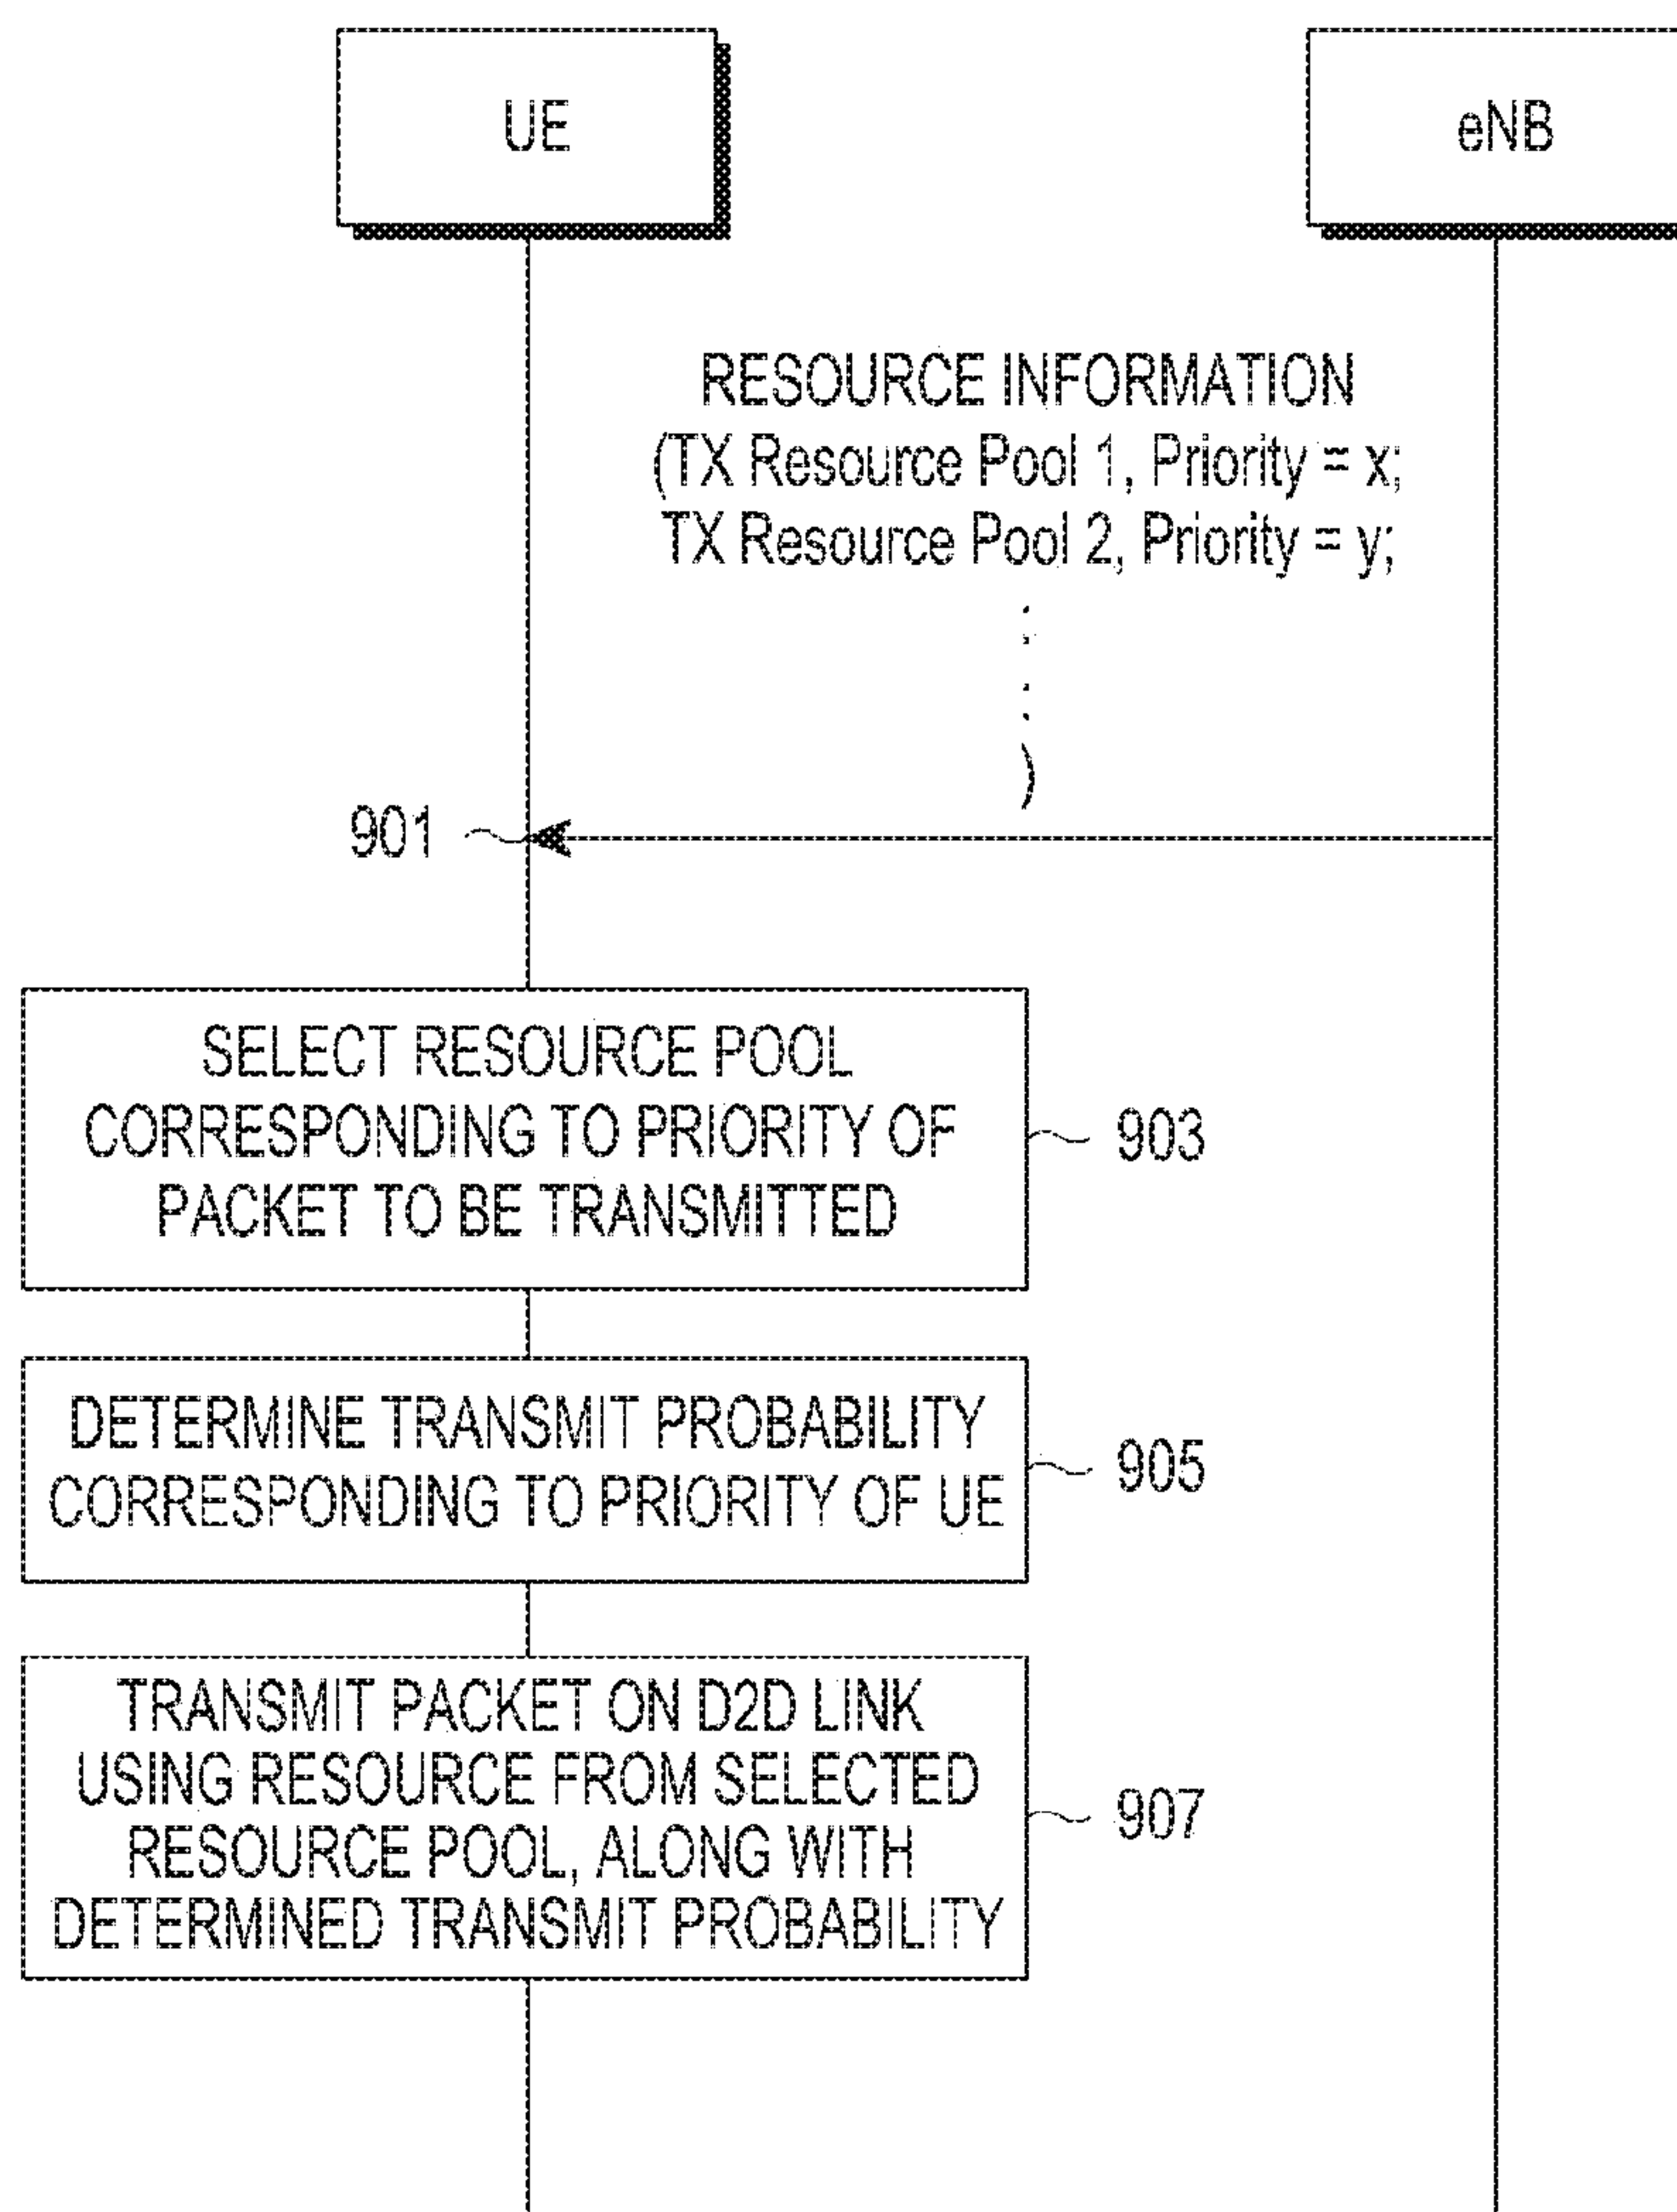 UE
eNB
RESOURCE INFORMATION
(TX Resource Pool 1, Priority = x;
TX Resource Pool 2, Priority = y;
)
901
SELECT RESOURCE POOL
CORRESPONDING TO PRIORITY OF
PACKET TO BE TRANSMITTED
903
DETERMINE TRANSMIT PROBABILITY
CORRESPONDING TO PRIORITY OF UE
905
TRANSMIT PACKET ON D2D LINK
USING RESOURCE FROM SELECTED
RESOURCE POOL, ALONG WITH
DETERMINED TRANSMIT PROBABILITY
907